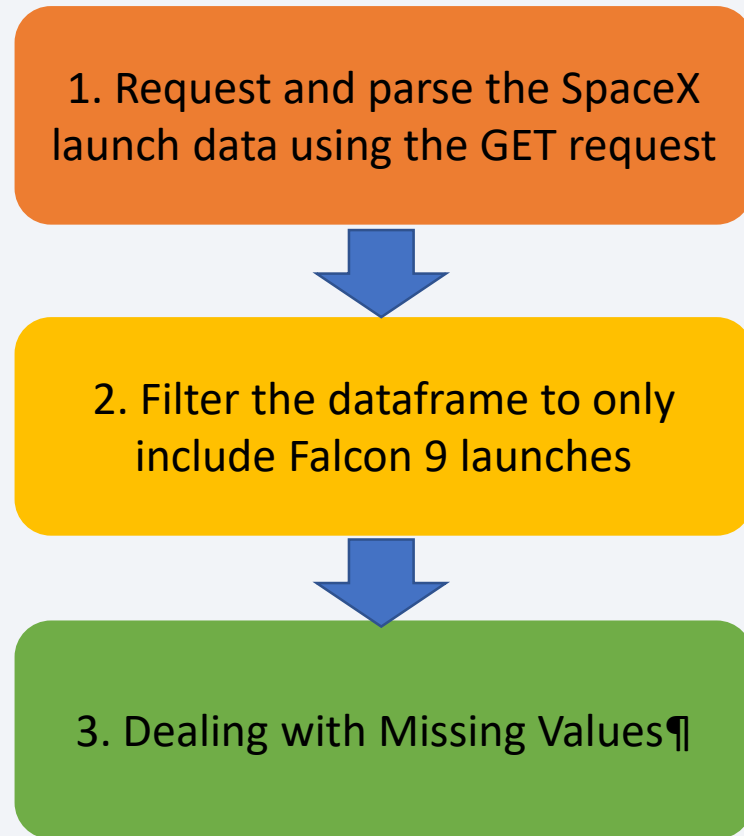 1. Request and parse the SpaceX
launch data using the GET request
2. Filter the dataframe to only
include Falcon 9 launches
3. Dealing with Missing Values¶